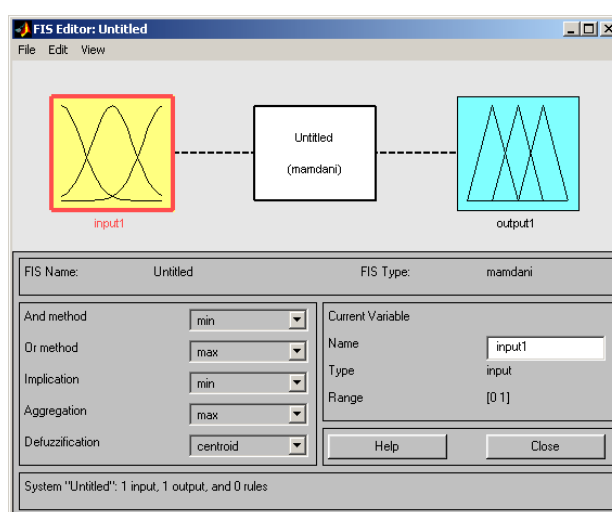 FIS Editor: Untitled
File Edit View
Untitled
(mamdani)
input1
output1
FIS Name: Untitled FIS Type: mamdani
And method min
Or method max
Implication min
Aggregation max
Defuzzification centroid
Current Variable
Name input1
Type input
Range [0 1]
Help Close
System "Untitled": 1 input, 1 output, and 0 rules